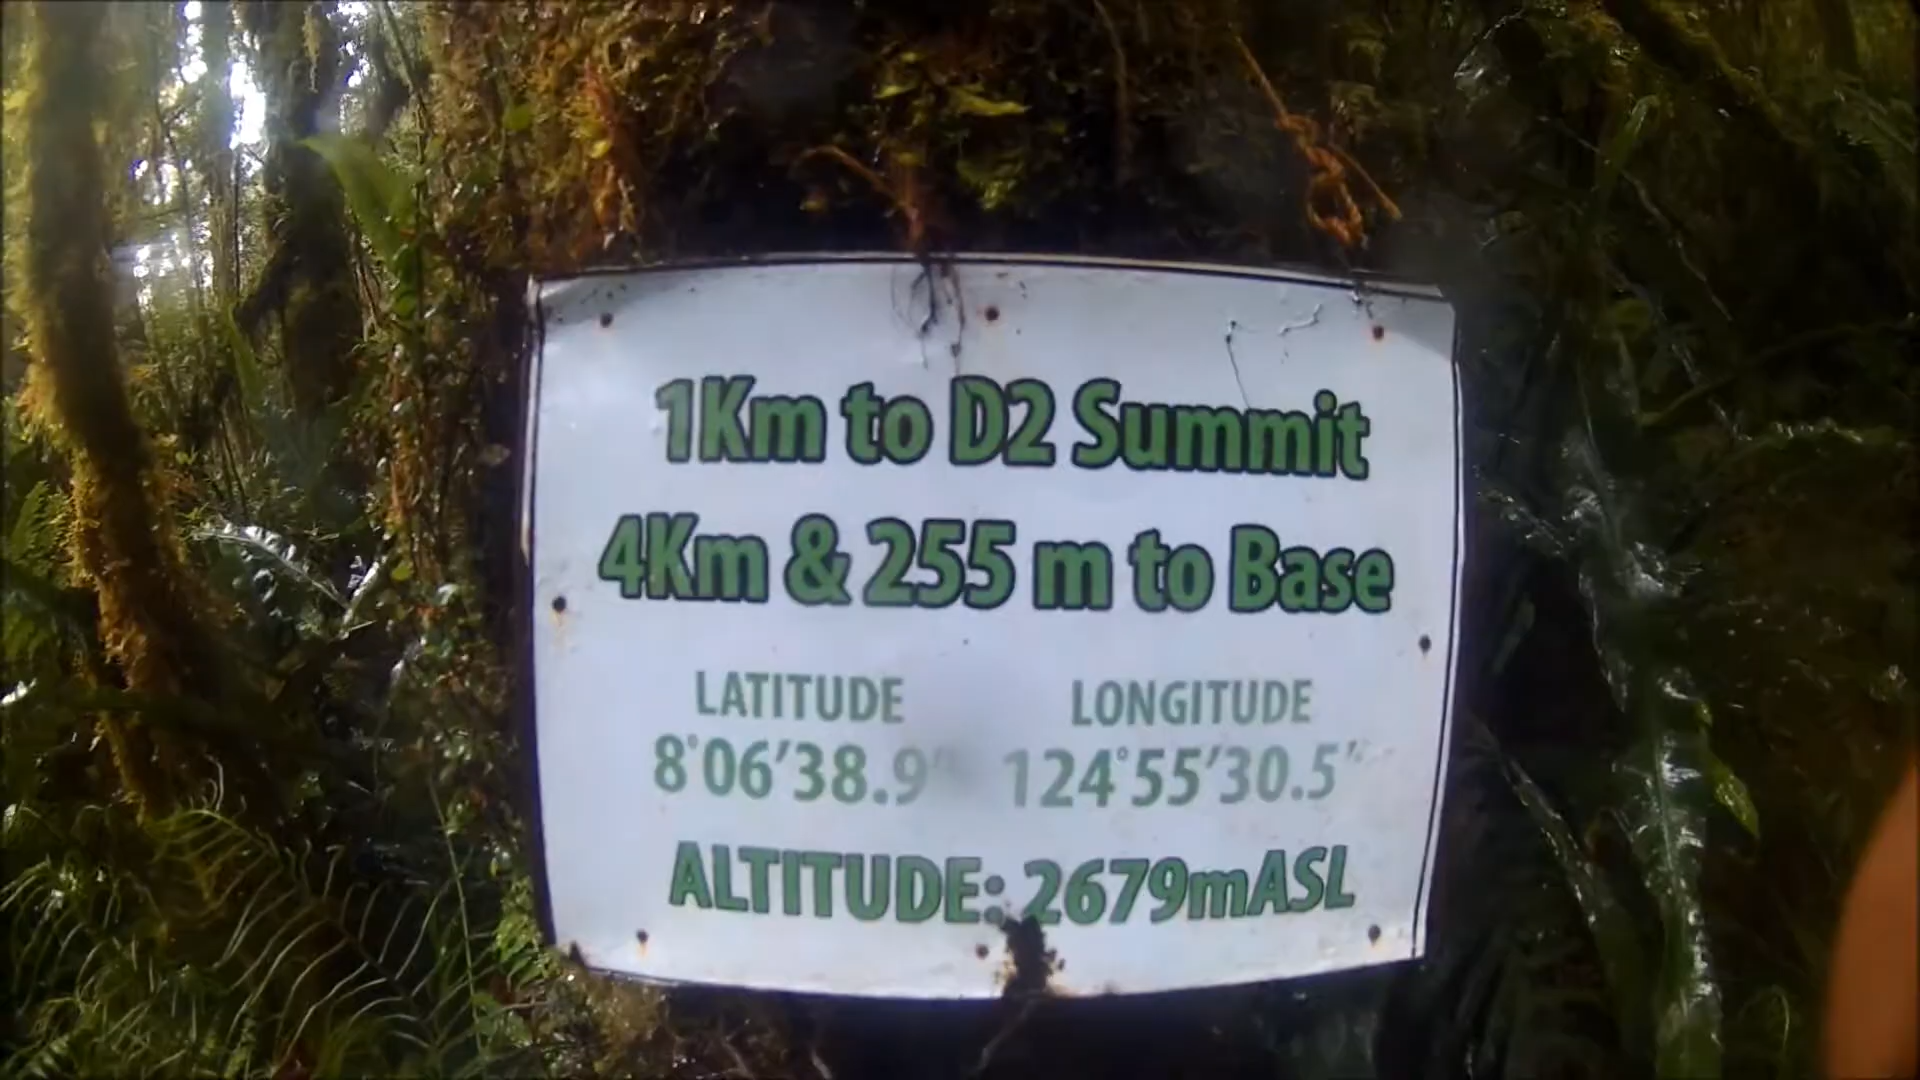 1Km to D2 Summit
4Km & 255 m to Base
LATITUDE LONGITUDE
8°06'38.9" 124°55'30.5"
ALTITUDE: 2679mASL